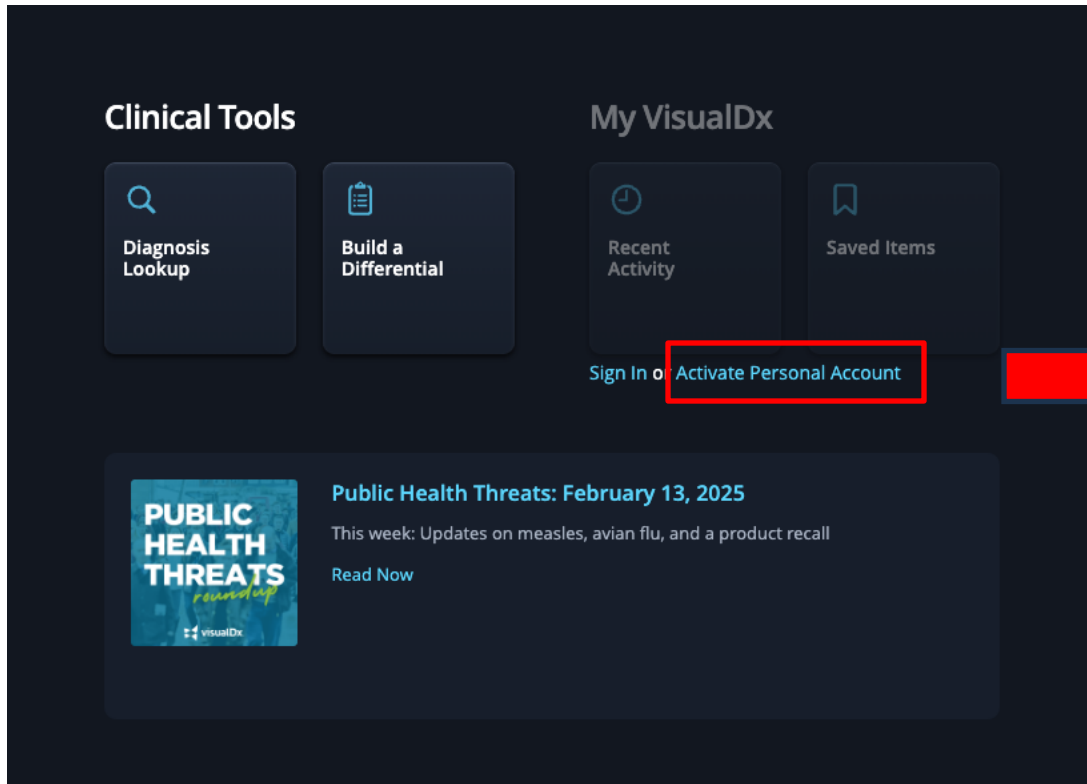 Clinical Tools
My VisualDx
Diagnosis
Lookup
Build a
Differential
Recent
Activity
Saved Items
Sign In or Activate Personal Account
PUBLIC
HEALTH
THREATS
roundup
visualDx
Public Health Threats: February 13, 2025
This week: Updates on measles, avian flu, and a product recall
Read Now